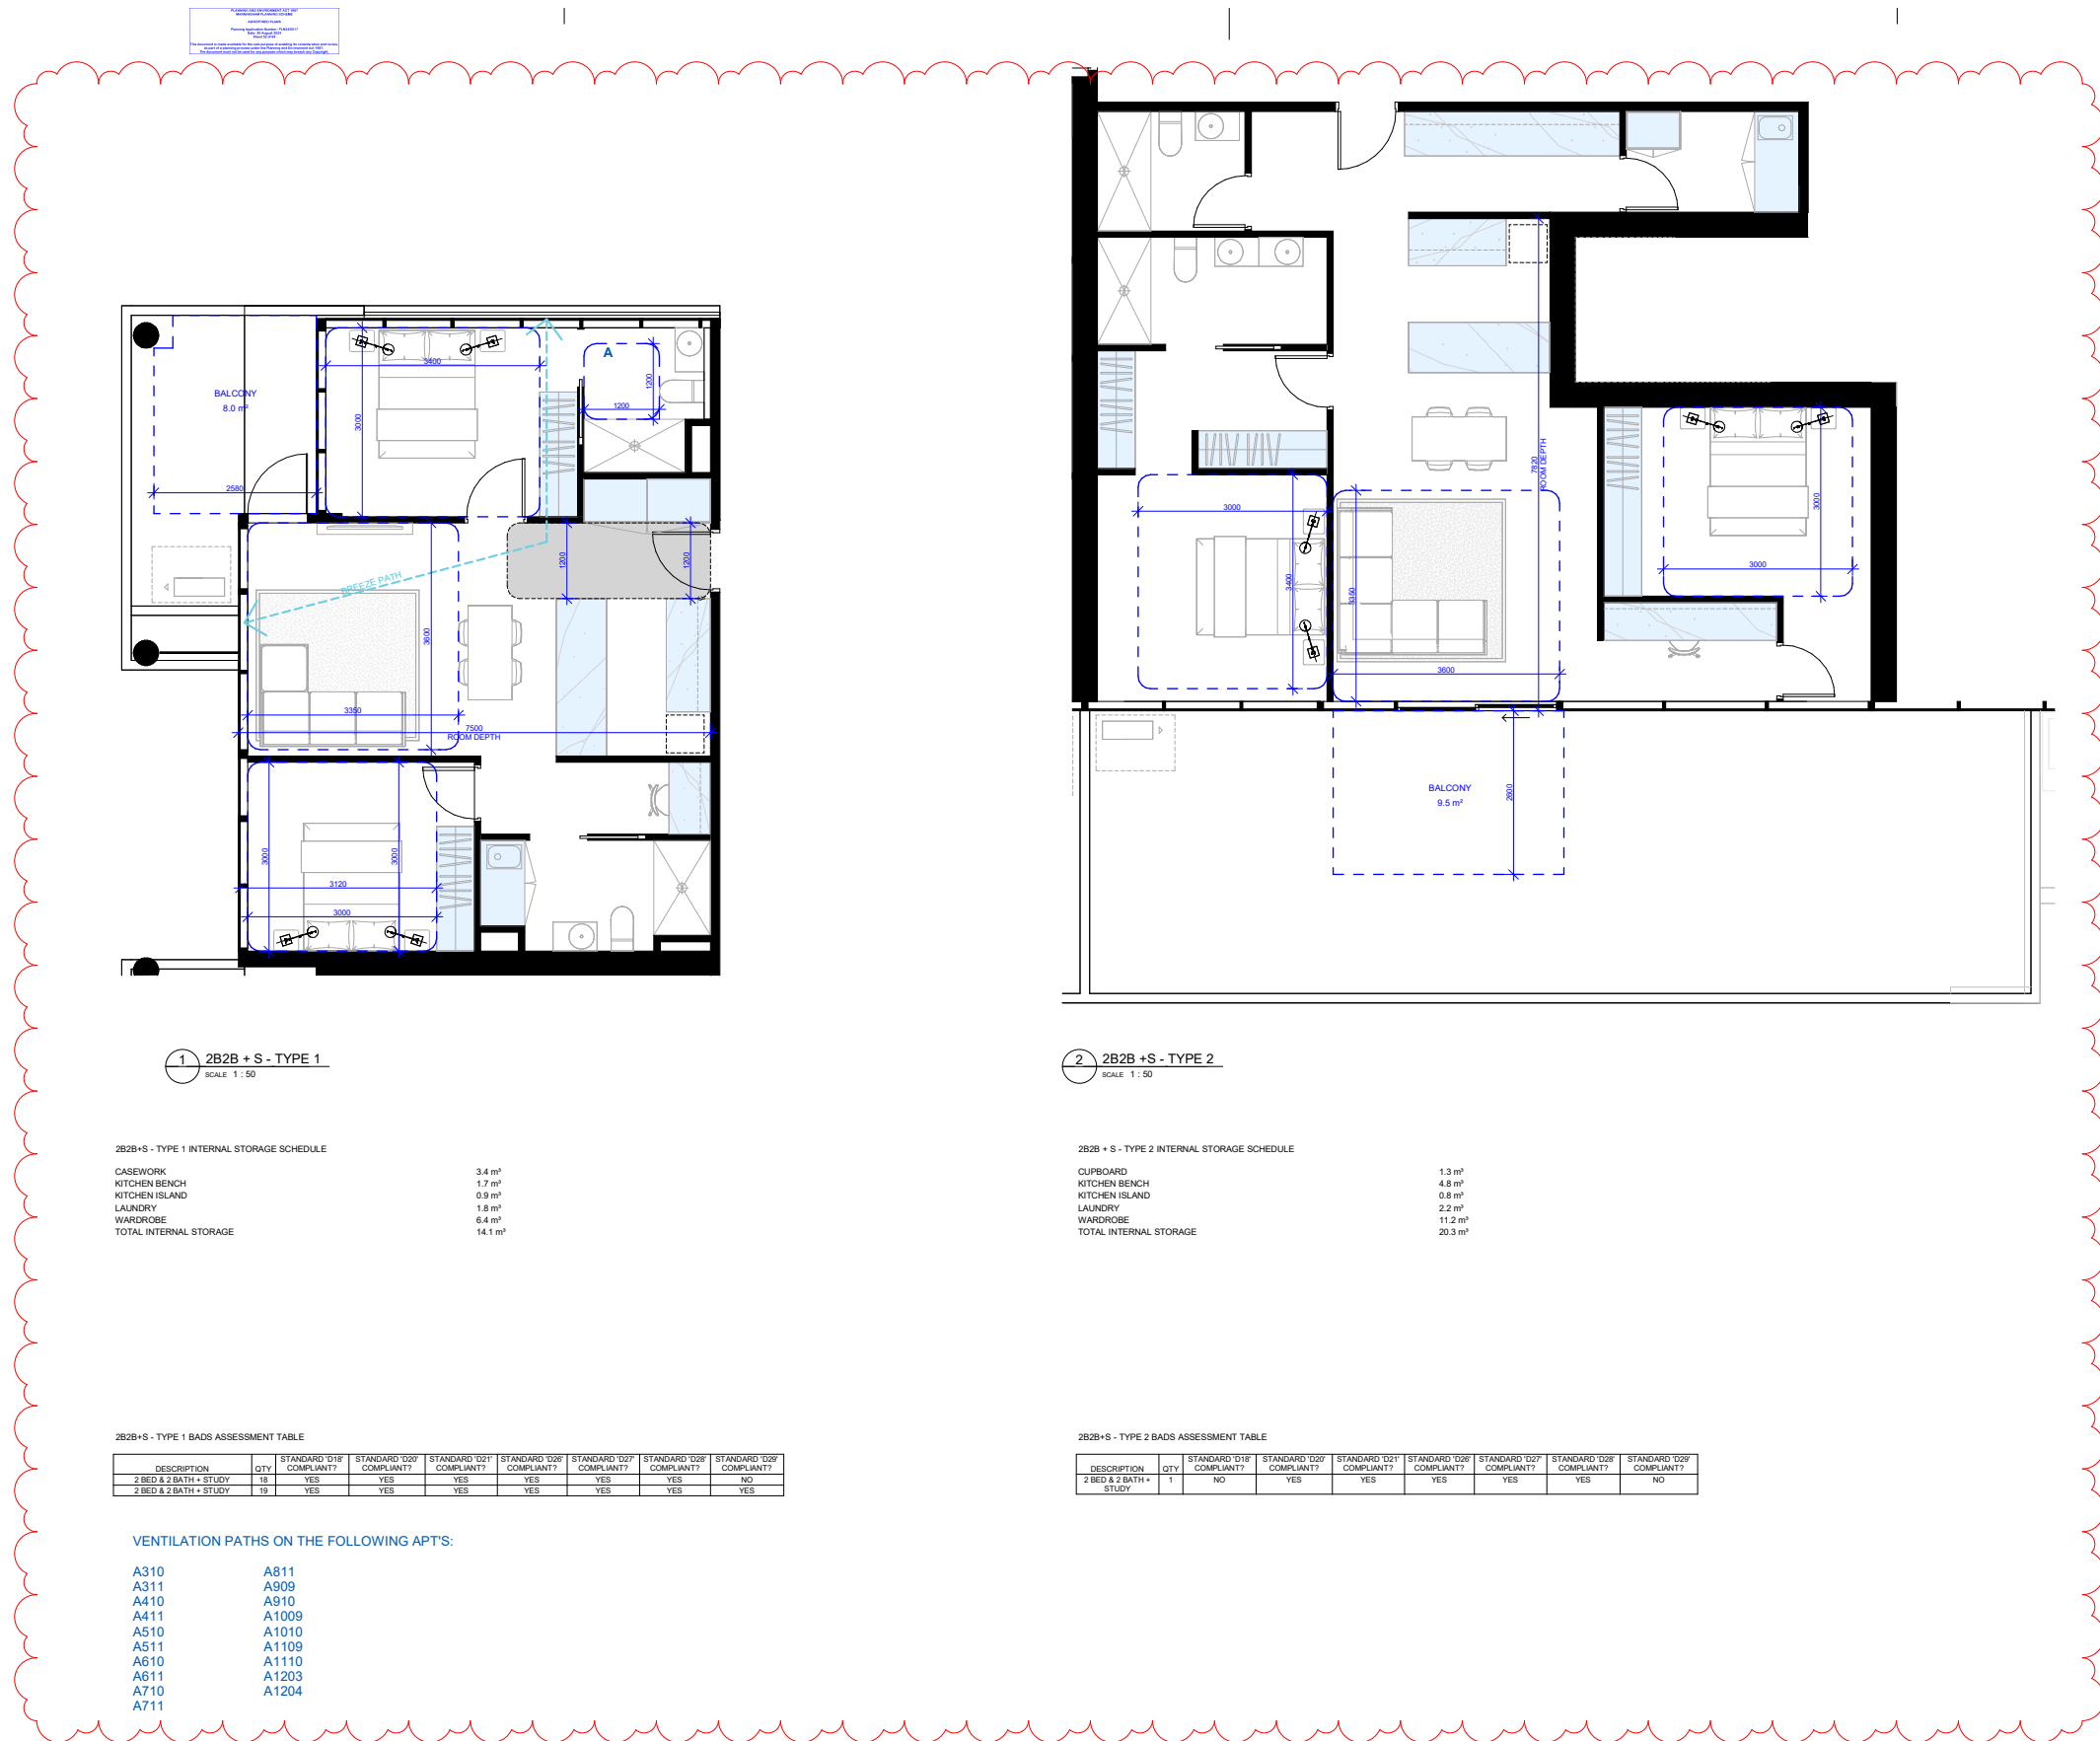 PLANNING AND ENVIRONMENT ACT 1987
MAROONDAH PLANNING SCHEME
ADVERTISED PLANS
BALCONY
8.0 m²
2580
3400
3000
A
1200
1200
1200
1200
BREEZE PATH
3600
3350
7500
ROOM DEPTH
3000
3000
3120
3000
7820
ROOM DEPTH
3000
3400
3350
3600
3000
3000
BALCONY
9.5 m²
2600
1 2B2B + S - TYPE 1
SCALE 1 : 50
2 2B2B +S - TYPE 2
SCALE 1 : 50
2B2B+S - TYPE 1 INTERNAL STORAGE SCHEDULE
CASEWORK 3.4 m³
KITCHEN BENCH 1.7 m³
KITCHEN ISLAND 0.9 m³
LAUNDRY 1.8 m³
WARDROBE 6.4 m³
TOTAL INTERNAL STORAGE 14.1 m³
2B2B + S - TYPE 2 INTERNAL STORAGE SCHEDULE
CUPBOARD 1.3 m³
KITCHEN BENCH 4.8 m³
KITCHEN ISLAND 0.8 m³
LAUNDRY 2.2 m³
WARDROBE 11.2 m³
TOTAL INTERNAL STORAGE 20.3 m³
2B2B+S - TYPE 1 BADS ASSESSMENT TABLE
DESCRIPTION QTY STANDARD 'D18' COMPLIANT? STANDARD 'D20' COMPLIANT? STANDARD 'D21' COMPLIANT? STANDARD 'D26' COMPLIANT? STANDARD 'D27' COMPLIANT? STANDARD 'D28' COMPLIANT? STANDARD 'D29' COMPLIANT?
2 BED & 2 BATH + STUDY 18 YES YES YES YES YES YES NO
2 BED & 2 BATH + STUDY 19 YES YES YES YES YES YES YES
2B2B+S - TYPE 2 BADS ASSESSMENT TABLE
DESCRIPTION QTY STANDARD 'D18' COMPLIANT? STANDARD 'D20' COMPLIANT? STANDARD 'D21' COMPLIANT? STANDARD 'D26' COMPLIANT? STANDARD 'D27' COMPLIANT? STANDARD 'D28' COMPLIANT? STANDARD 'D29' COMPLIANT?
2 BED & 2 BATH + STUDY 1 NO YES YES YES YES YES NO
VENTILATION PATHS ON THE FOLLOWING APT'S:
A310
A311
A410
A411
A510
A511
A610
A611
A710
A711
A811
A909
A910
A1009
A1010
A1109
A1110
A1203
A1204